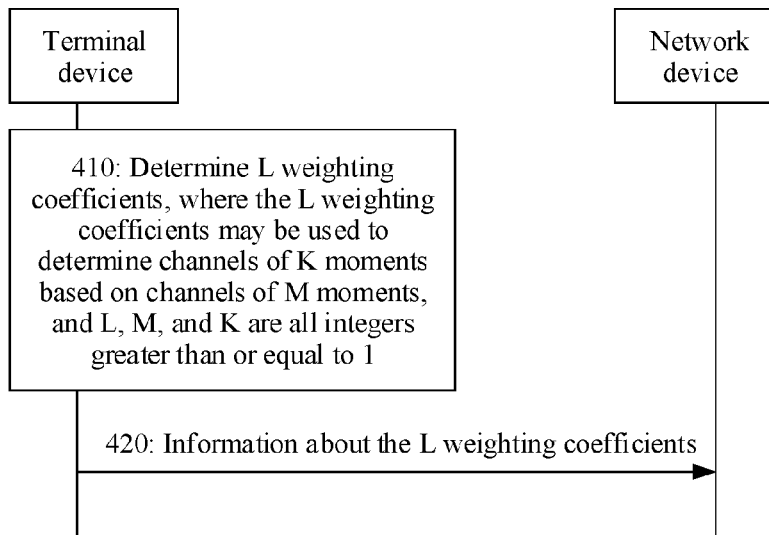 Terminal
device
Network
device
410: Determine L weighting
coefficients, where the L weighting
coefficients may be used to
determine channels of K moments
based on channels of M moments,
and L, M, and K are all integers
greater than or equal to 1
420: Information about the L weighting coefficients